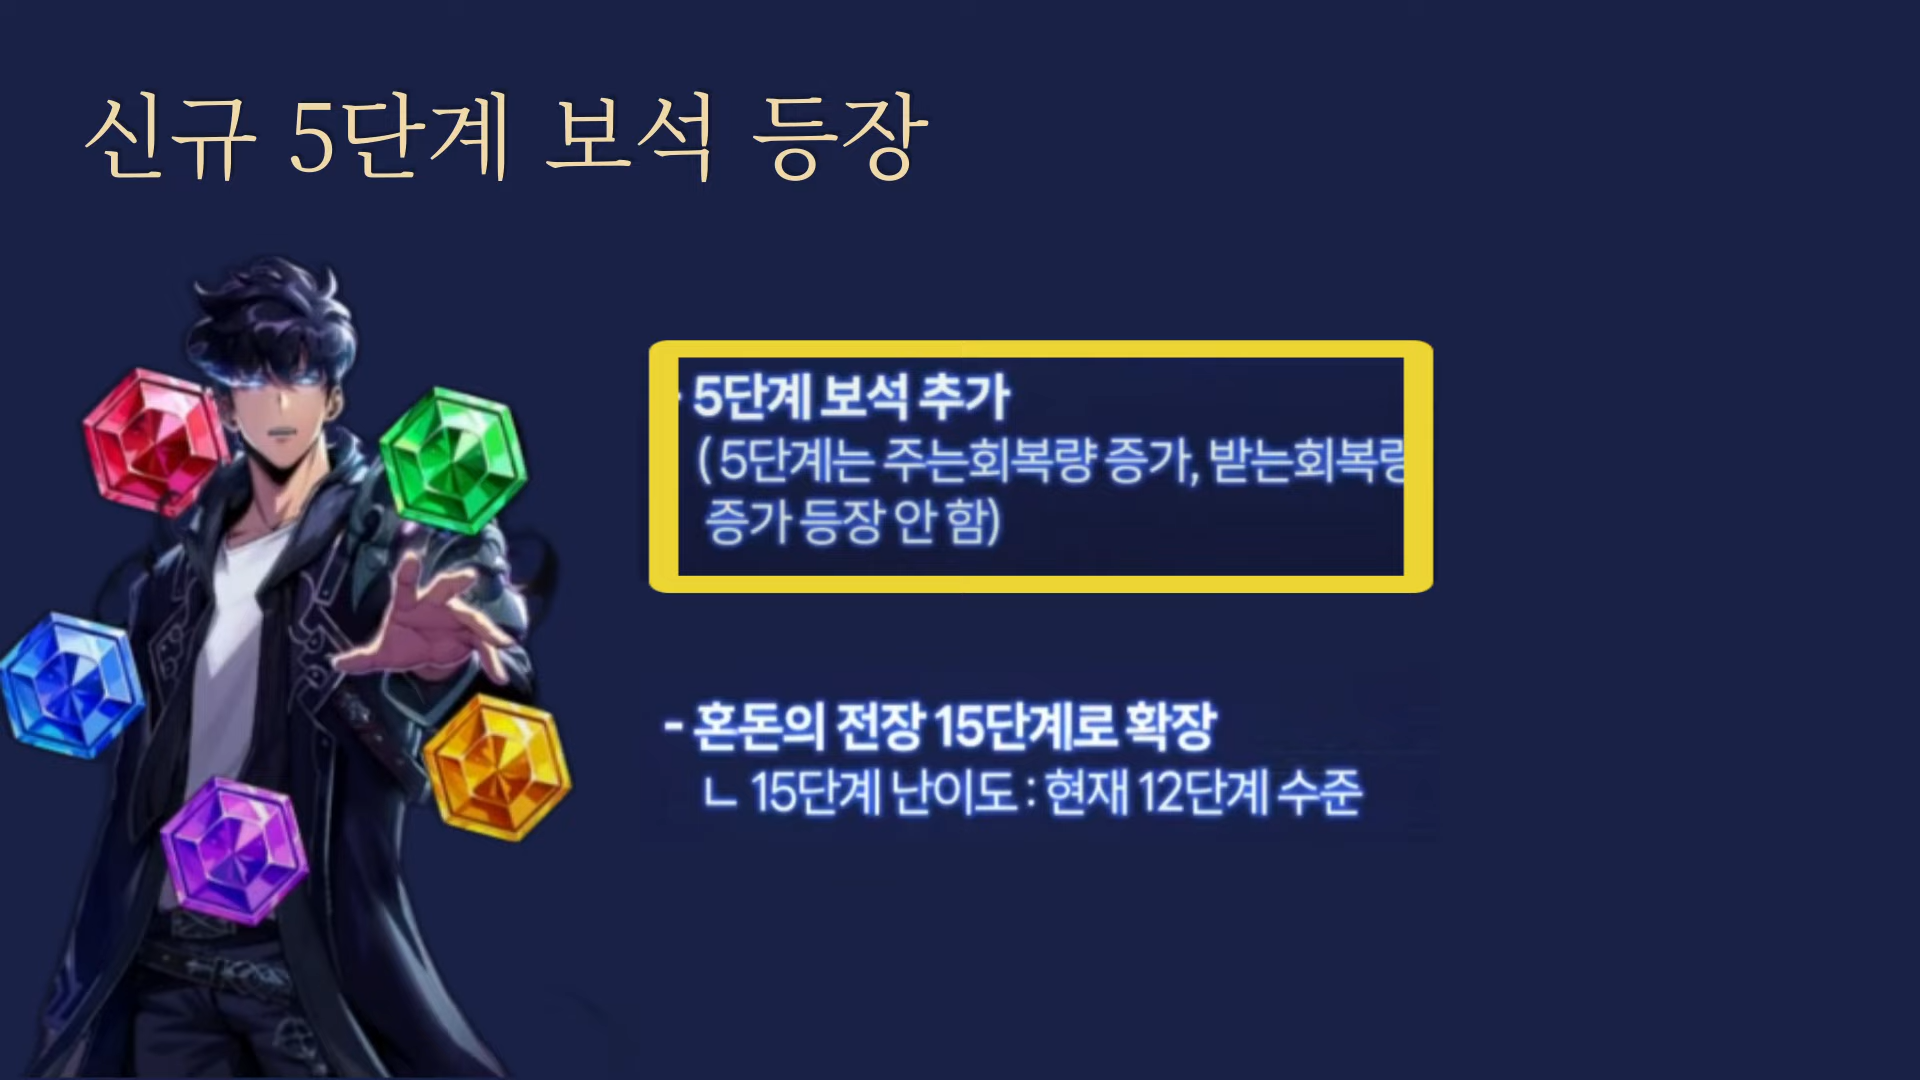 신규 5단계 보석 등장
- 5단계 보석 추가
( 5단계는 주는회복량 증가, 받는회복량
증가 등장 안 함)
- 혼돈의 전장 15단계로 확장
ㄴ 15단계 난이도 : 현재 12단계 수준